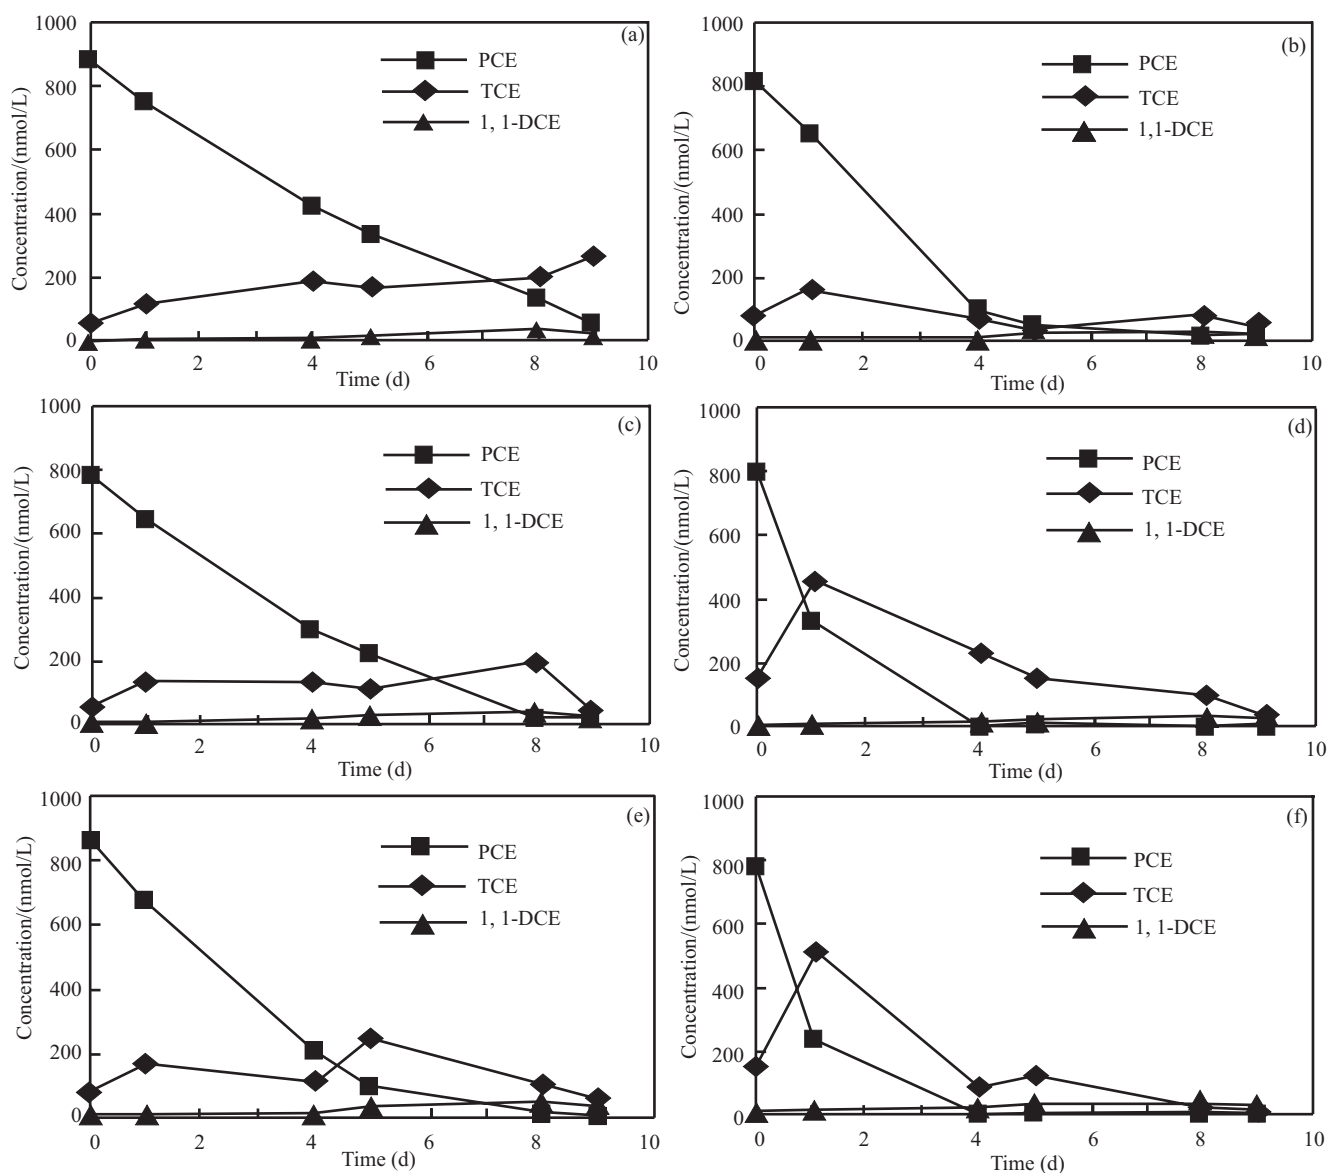 1000
800
600
400
200
0
Concentration/(nmol/L)
(a)
PCE
TCE
1, 1-DCE
0 2 4 6 8 10
Time (d)
1000
800
600
400
200
0
Concentration/(nmol/L)
(b)
PCE
TCE
1,1-DCE
0 2 4 6 8 10
Time (d)
1000
800
600
400
200
0
Concentration/(nmol/L)
(c)
PCE
TCE
1, 1-DCE
0 2 4 6 8 10
Time (d)
1000
800
600
400
200
0
Concentration/(nmol/L)
(d)
PCE
TCE
1, 1-DCE
0 2 4 6 8 10
Time (d)
1000
800
600
400
200
0
Concentration/(nmol/L)
(e)
PCE
TCE
1, 1-DCE
0 2 4 6 8 10
Time (d)
1000
800
600
400
200
0
Concentration/(nmol/L)
(f)
PCE
TCE
1, 1-DCE
0 2 4 6 8 10
Time (d)